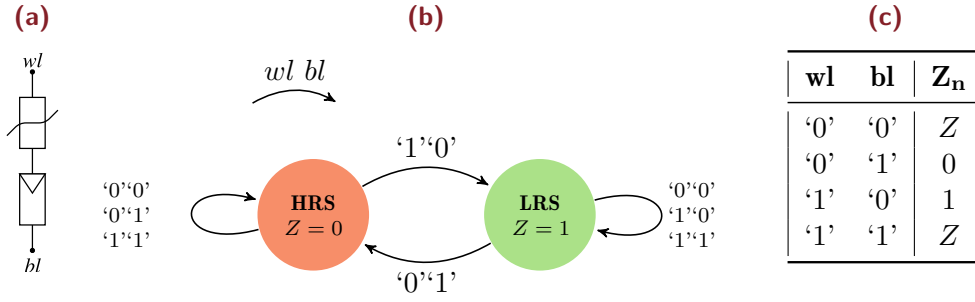 (a)
wl
bl
(b)
wl bl
‘1’‘0’
‘0’‘0’
‘0’‘1’
‘1’‘1’
HRS
Z = 0
LRS
Z = 1
‘0’‘0’
‘1’‘0’
‘1’‘1’
‘0’‘1’
(c)
wl bl Zn
‘0’ ‘0’ Z
‘0’ ‘1’ 0
‘1’ ‘0’ 1
‘1’ ‘1’ Z